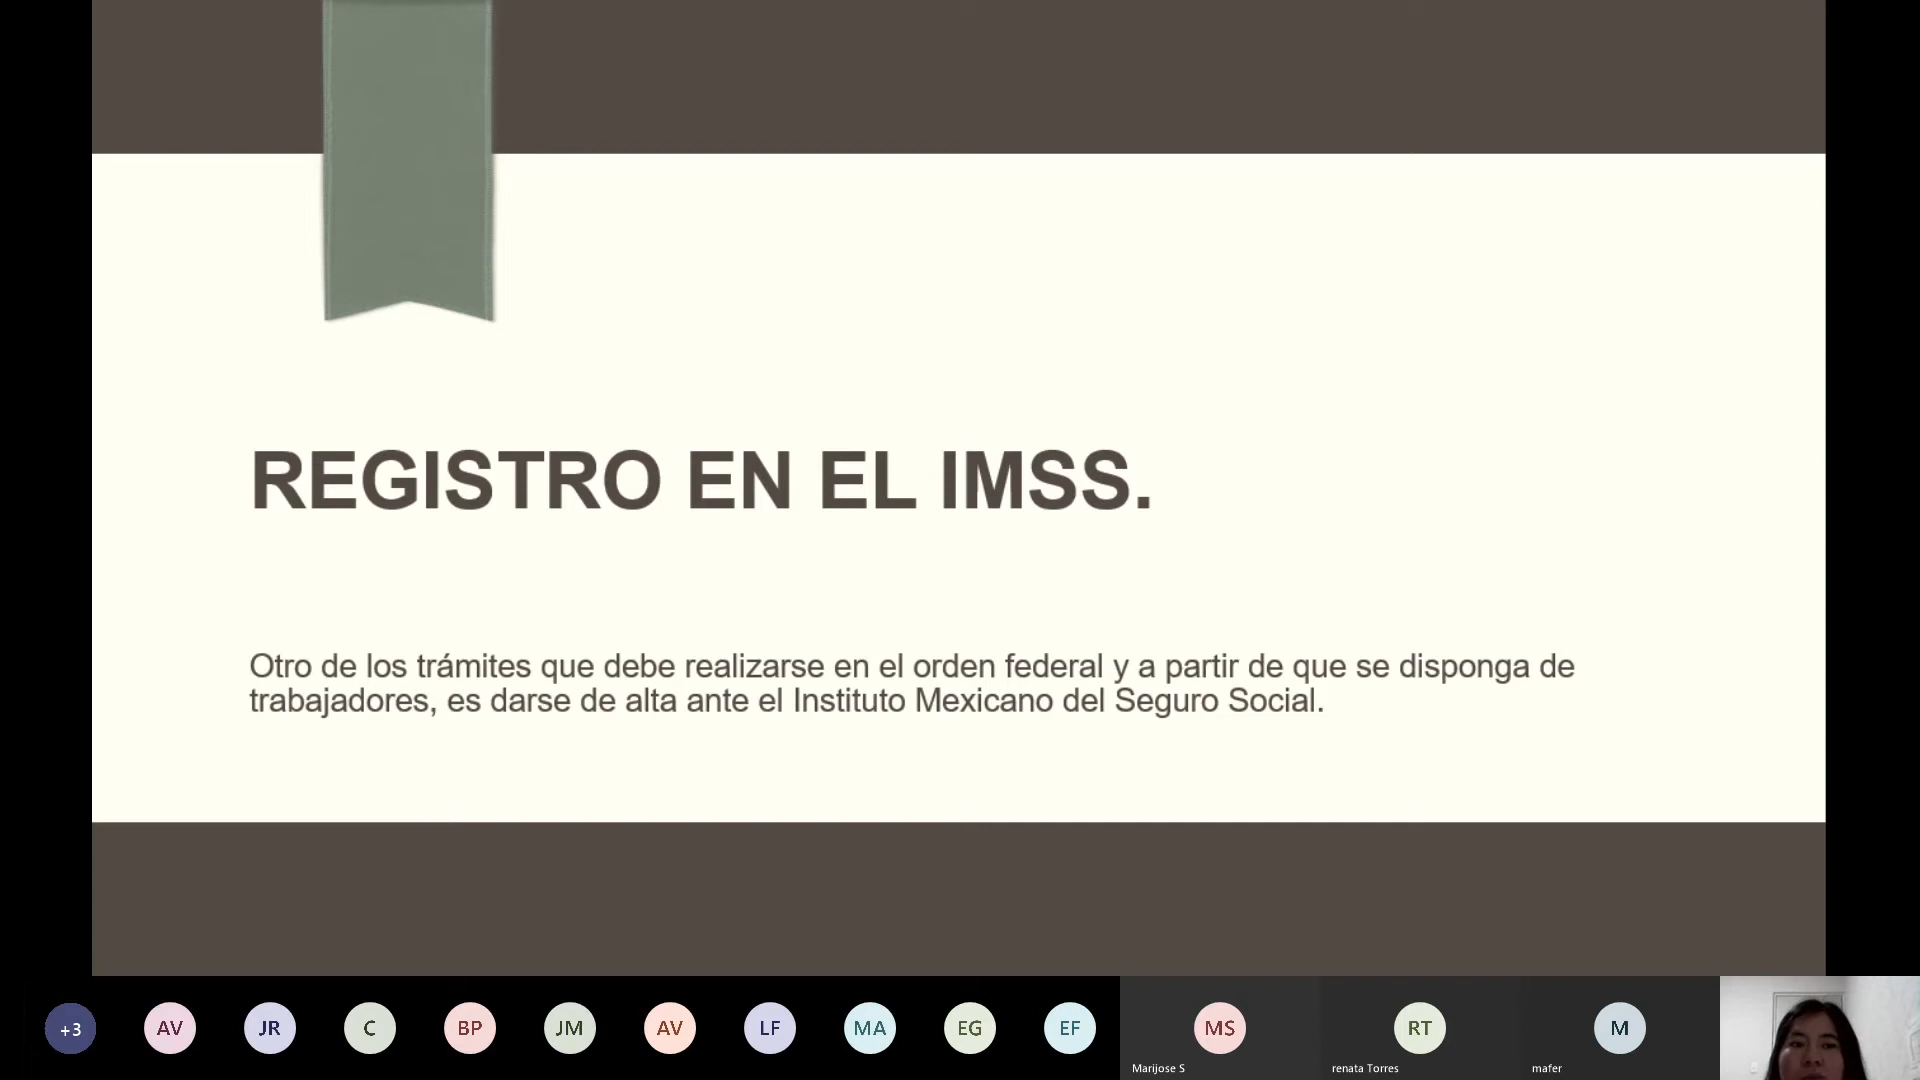 REGISTRO EN EL IMSS.
Otro de los trámites que debe realizarse en el orden federal y a partir de que se disponga de
trabajadores, es darse de alta ante el Instituto Mexicano del Seguro Social.
+3
AV
JR
C
BP
JM
AV
LF
MA
EG
EF
MS
RT
M
Marijose S
renata Torres
mafer